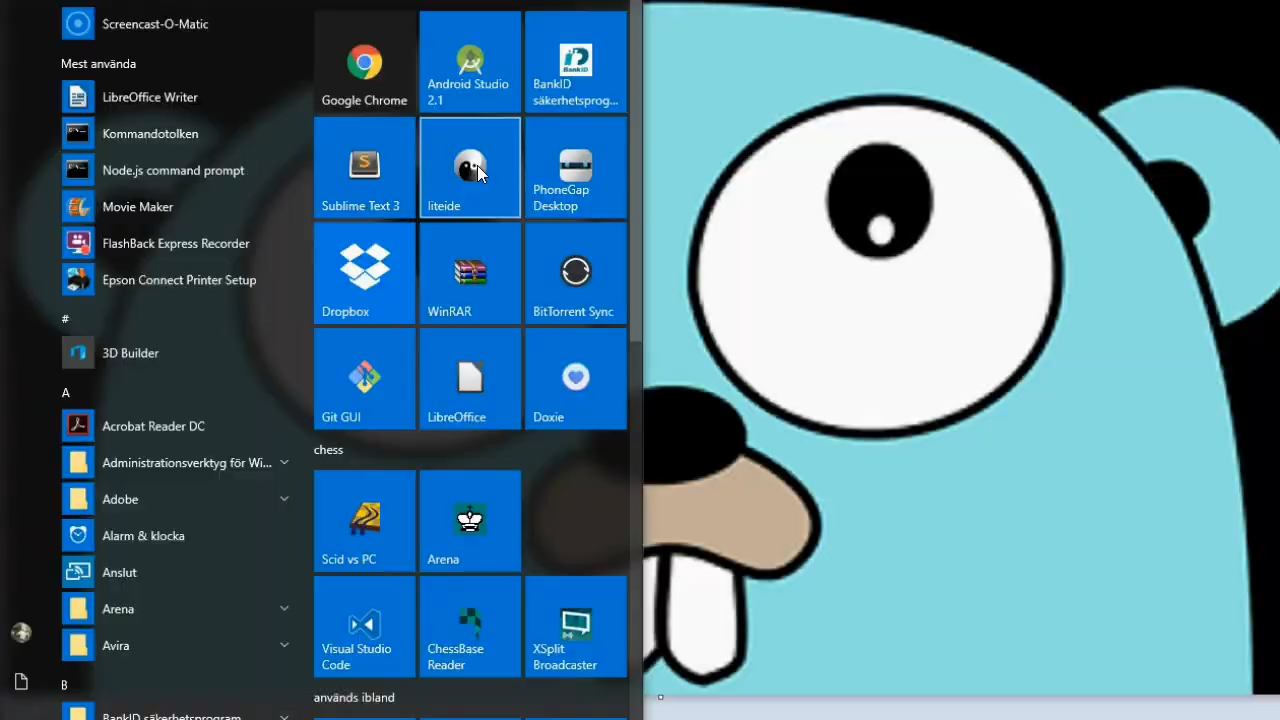 Screencast-O-Matic
Mest använda
LibreOffice Writer
Kommandotolken
Node.js command prompt
Movie Maker
FlashBack Express Recorder
Epson Connect Printer Setup
#
3D Builder
A
Acrobat Reader DC
Administrationsverktyg för Wi...
Adobe
Alarm & klocka
Anslut
Arena
Avira
B
BankID säkerhetsprogram
Google Chrome
Android Studio
2.1
BankID
BankID
säkerhetsprog...
S
Sublime Text 3
liteide
PhoneGap
Desktop
Dropbox
WinRAR
BitTorrent Sync
Git GUI
LibreOffice
Doxie
chess
Scid vs PC
Arena
Visual Studio
Code
ChessBase
Reader
XSplit
Broadcaster
används ibland